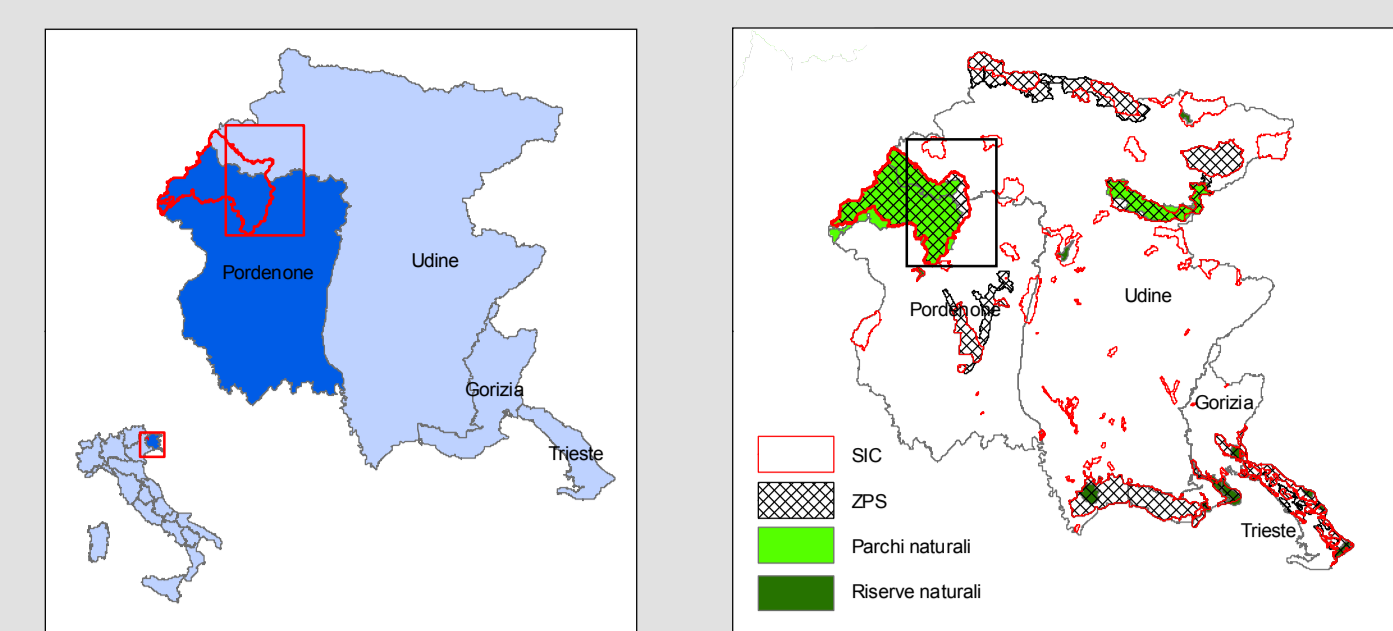 Pordenone
Udine
Gorizia
Trieste
Pordenone
Udine
Gorizia
Trieste
SIC
ZPS
Parchi naturali
Riserve naturali